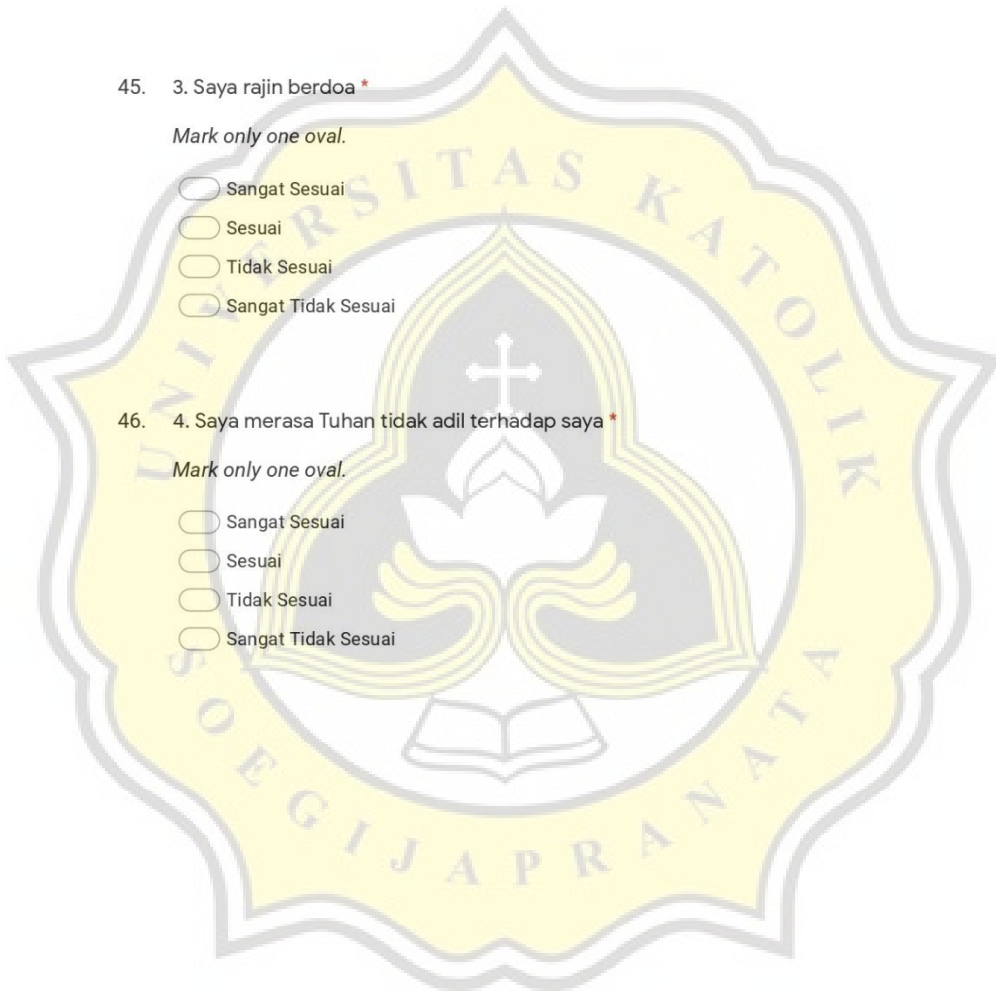 45. 3. Saya rajin berdoa *
Mark only one oval.
Sangat Sesuai
Sesuai
Tidak Sesuai
Sangat Tidak Sesuai
46. 4. Saya merasa Tuhan tidak adil terhadap saya *
Mark only one oval.
Sangat Sesuai
Sesuai
Tidak Sesuai
Sangat Tidak Sesuai
UNIVERSITAS KATOLIK
SOEGIJAPRANATA